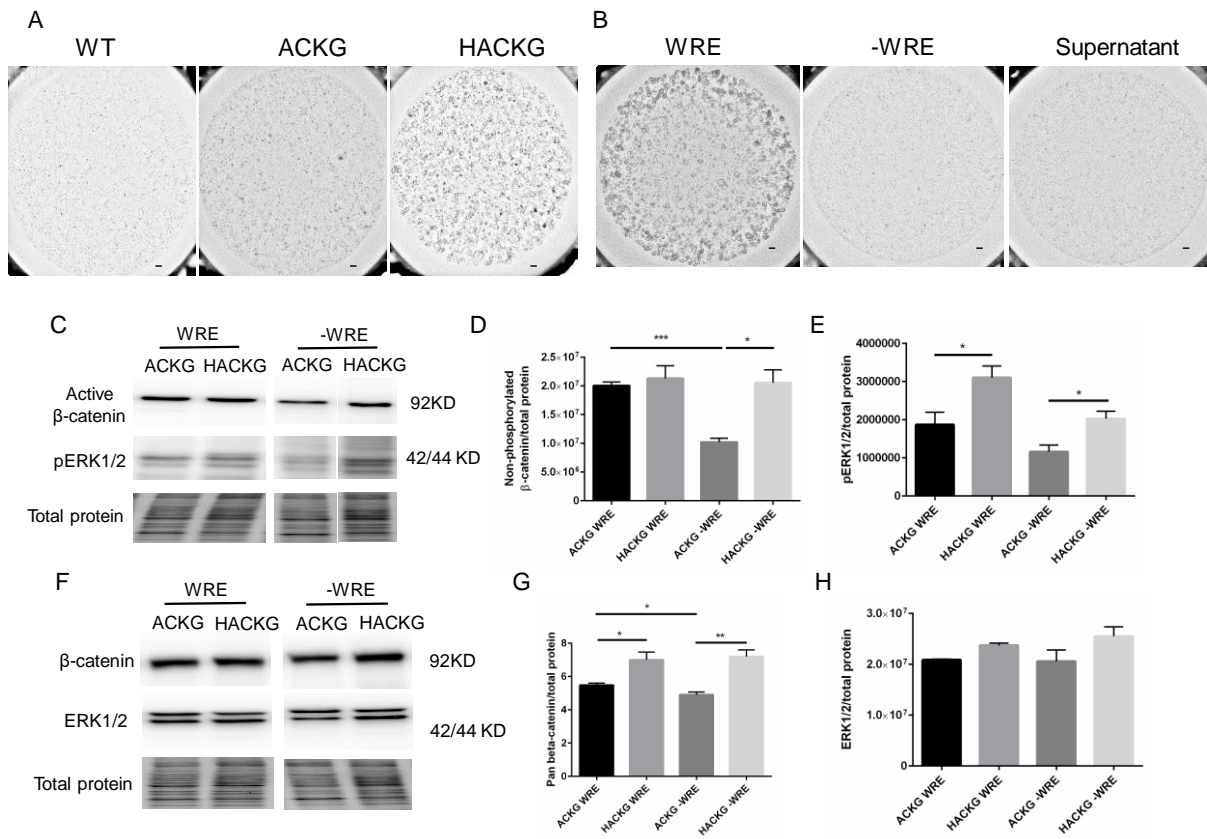 A
WT ACKG HACKG
B
WRE -WRE Supernatant
C
WRE -WRE
ACKG HACKG ACKG HACKG
Active
β-catenin
92KD
pERK1/2
42/44 KD
Total protein
D
Non-phosphorylated
β-catenin/total protein
2.5×10⁷
2.0×10⁷
1.5×10⁷
1.0×10⁷
5.0×10⁶
0
*** *
ACKG WRE
HACKG WRE
ACKG -WRE
HACKG -WRE
E
pERK1/2/total protein
4000000
3000000
2000000
1000000
0
* *
ACKG WRE
HACKG WRE
ACKG -WRE
HACKG -WRE
F
WRE -WRE
ACKG HACKG ACKG HACKG
β-catenin 92KD
ERK1/2
42/44 KD
Total protein
G
Pan beta-catenin/total protein
8
6
4
2
0
*
* **
ACKG WRE
HACKG WRE
ACKG -WRE
HACKG -WRE
H
ERK1/2/total protein
3.0×10⁷
2.0×10⁷
1.0×10⁷
0
ACKG WRE
HACKG WRE
ACKG -WRE
HACKG -WRE